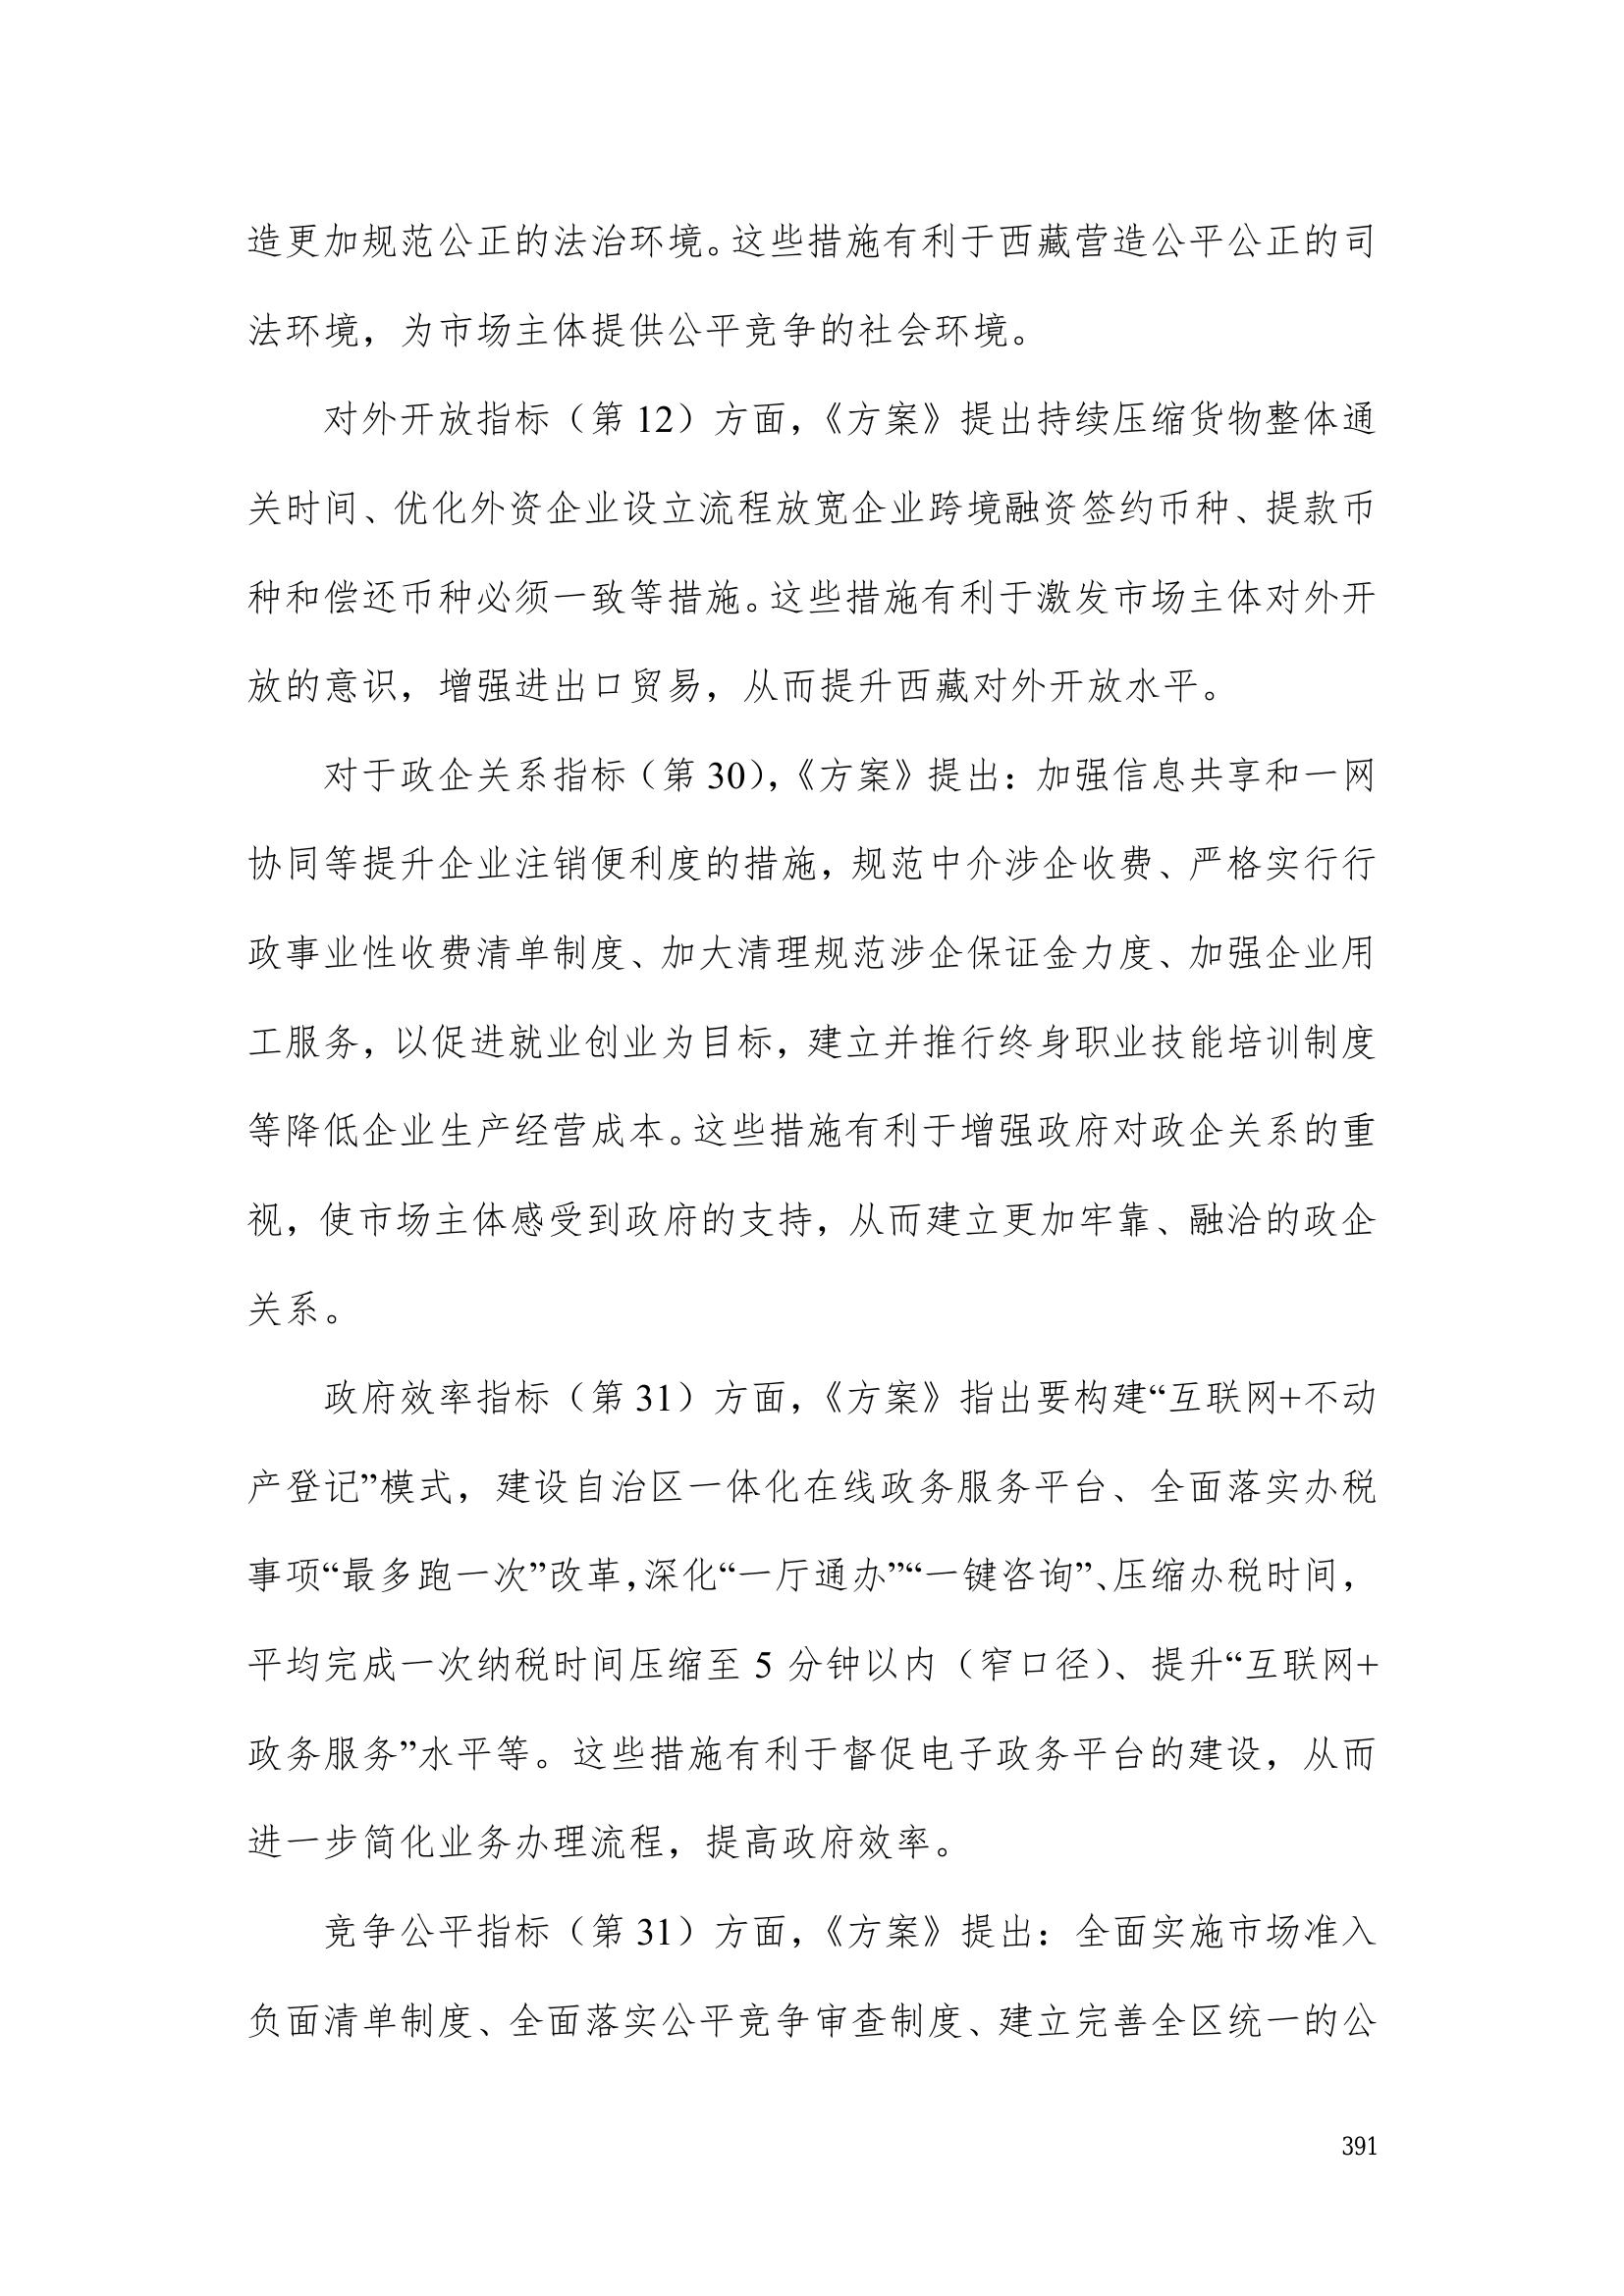 造更加规范公正的法治环境。这些措施有利于西藏营造公平公正的司
法环境，为市场主体提供公平竞争的社会环境。
对外开放指标（第 12）方面，《方案》提出持续压缩货物整体通
关时间、优化外资企业设立流程放宽企业跨境融资签约币种、提款币
种和偿还币种必须一致等措施。这些措施有利于激发市场主体对外开
放的意识，增强进出口贸易，从而提升西藏对外开放水平。
对于政企关系指标（第 30），《方案》提出：加强信息共享和一网
协同等提升企业注销便利度的措施，规范中介涉企收费、严格实行行
政事业性收费清单制度、加大清理规范涉企保证金力度、加强企业用
工服务，以促进就业创业为目标，建立并推行终身职业技能培训制度
等降低企业生产经营成本。这些措施有利于增强政府对政企关系的重
视，使市场主体感受到政府的支持，从而建立更加牢靠、融洽的政企
关系。
政府效率指标（第 31）方面，《方案》指出要构建“互联网+不动
产登记”模式，建设自治区一体化在线政务服务平台、全面落实办税
事项“最多跑一次”改革，深化“一厅通办”“一键咨询”、压缩办税时间，
平均完成一次纳税时间压缩至 5 分钟以内（窄口径）、提升“互联网+
政务服务”水平等。这些措施有利于督促电子政务平台的建设，从而
进一步简化业务办理流程，提高政府效率。
竞争公平指标（第 31）方面，《方案》提出：全面实施市场准入
负面清单制度、全面落实公平竞争审查制度、建立完善全区统一的公
391